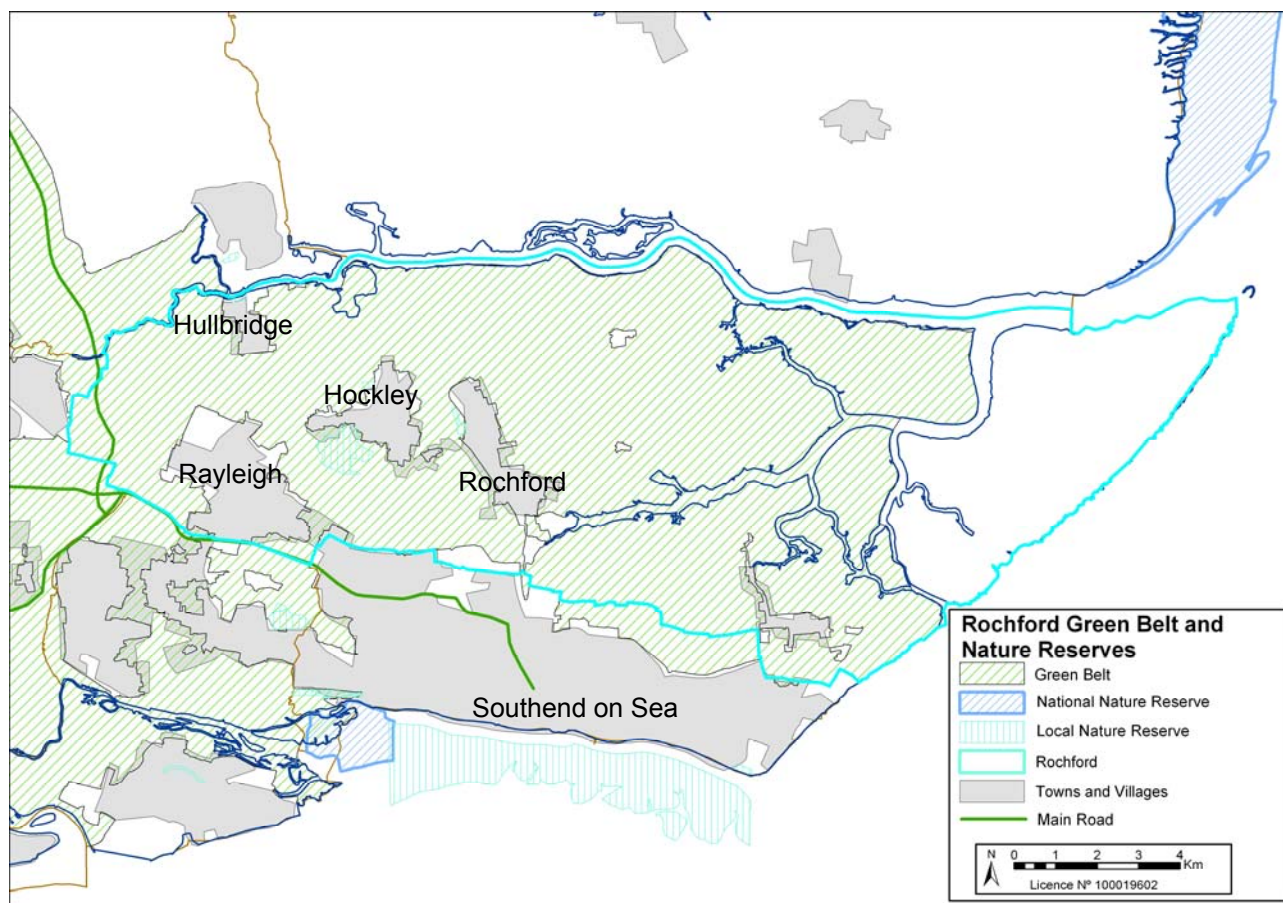 Hullbridge
Hockley
Rayleigh
Rochford
Southend on Sea
Rochford Green Belt and
Nature Reserves
Green Belt
National Nature Reserve
Local Nature Reserve
Rochford
Towns and Villages
Main Road
N
0 1 2 3 4
Km
Licence Nº 100019602